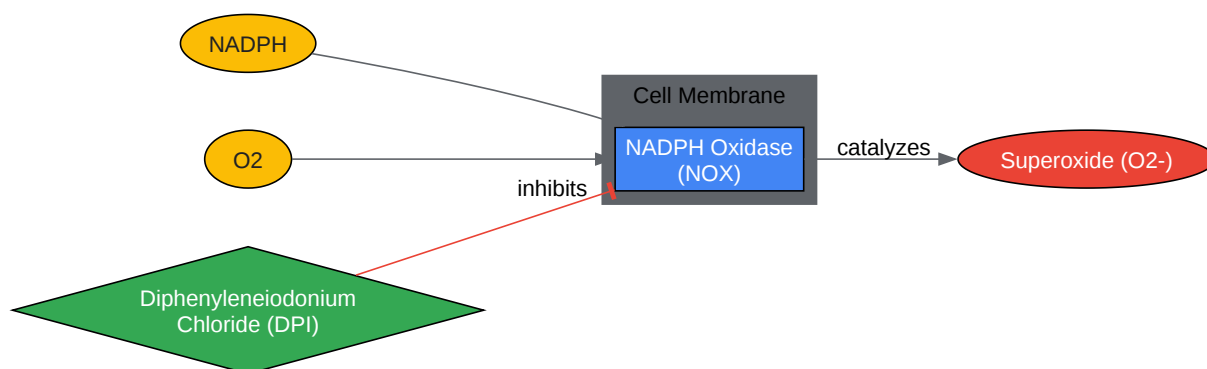 NADPH
Cell Membrane
O2
NADPH Oxidase
(NOX)
catalyzes
Superoxide (O2-)
inhibits
Diphenyleneiodonium
Chloride (DPI)